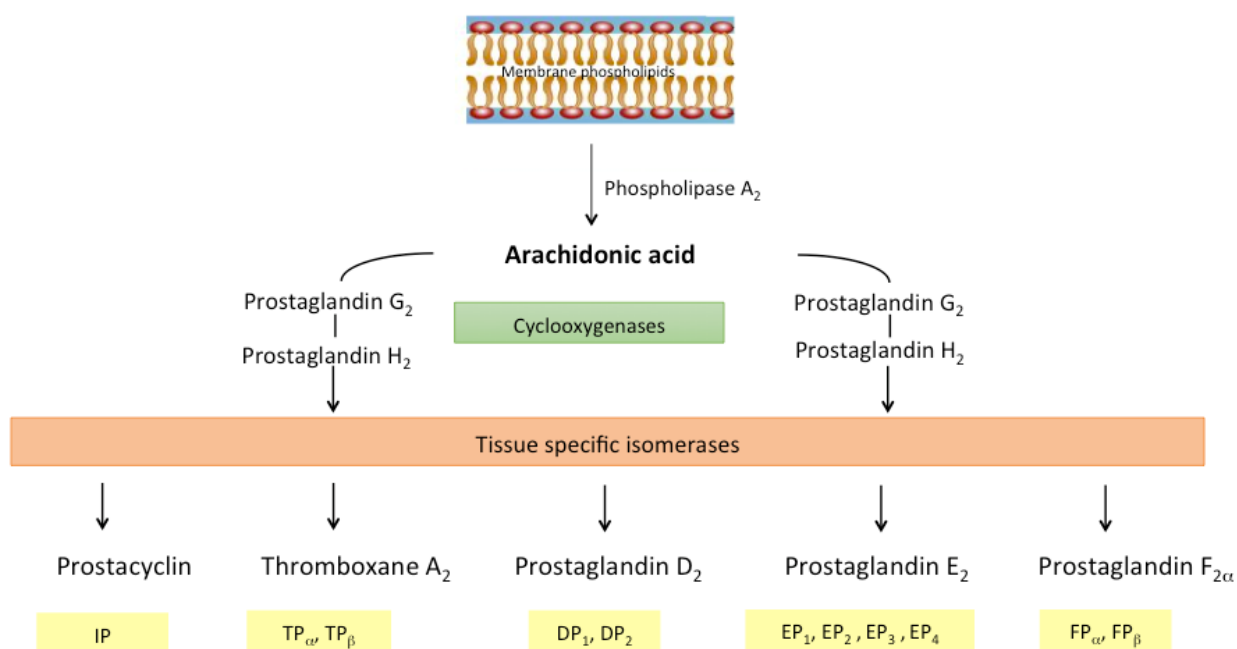 Membrane phospholipids
Phospholipase A₂
Arachidonic acid
Prostaglandin G₂
Prostaglandin G₂
Cyclooxygenases
Prostaglandin H₂
Prostaglandin H₂
Tissue specific isomerases
Prostacyclin
Thromboxane A₂
Prostaglandin D₂
Prostaglandin E₂
Prostaglandin F₂α
IP
TPα, TPβ
DP₁, DP₂
EP₁, EP₂ , EP₃ , EP₄
FPα, FPβ